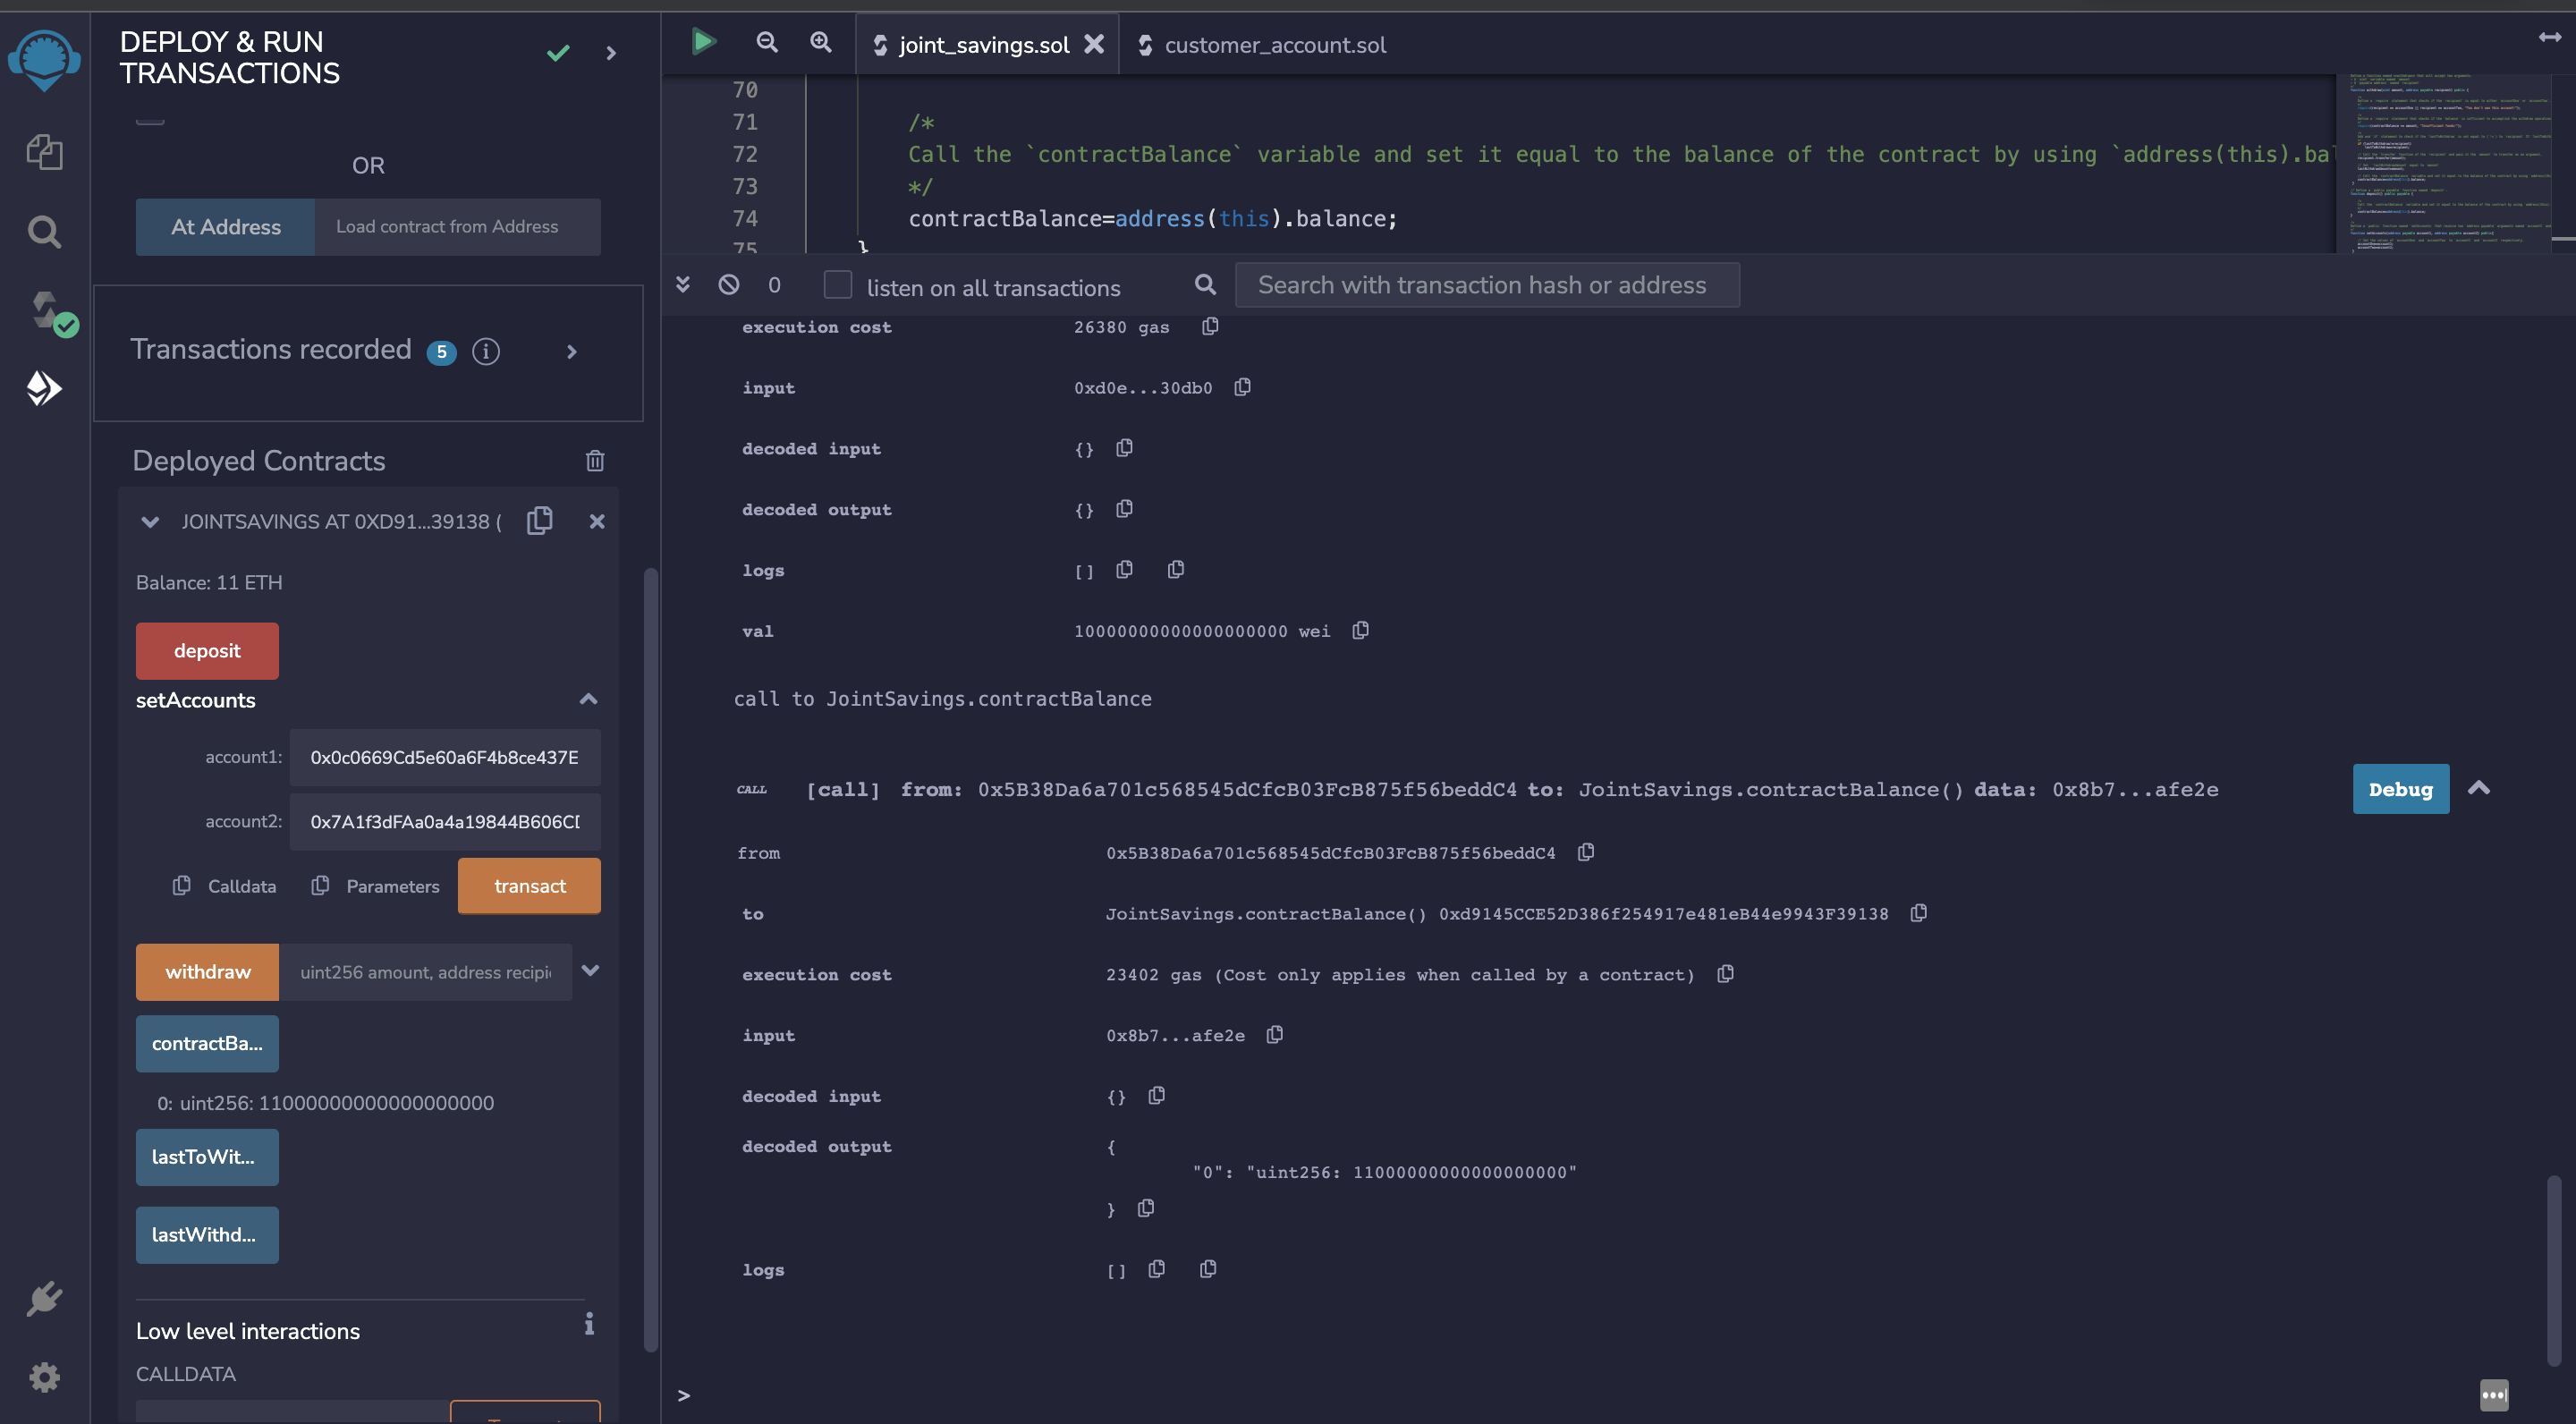 DEPLOY & RUN
TRANSACTIONS
OR
At Address
Load contract from Address
Transactions recorded 5 i
Deployed Contracts
JOINTSAVINGS AT 0XD91...39138 (
Balance: 11 ETH
deposit
setAccounts
account1: 0x0c0669Cd5e60a6F4b8ce437E
account2: 0x7A1f3dFAa0a4a19844B606CD
Calldata
Parameters
transact
withdraw
uint256 amount, address recipi
contractBa...
0: uint256: 11000000000000000000
lastToWit...
lastWithd...
Low level interactions
CALLDATA
joint_savings.sol
customer_account.sol
70
71 /*
72 Call the `contractBalance` variable and set it equal to the balance of the contract by using `address(this).bal
73 */
74 contractBalance=address(this).balance;
75 }
0
listen on all transactions
Search with transaction hash or address
execution cost 26380 gas
input 0xd0e...30db0
decoded input {}
decoded output {}
logs []
val 10000000000000000000 wei
call to JointSavings.contractBalance
CALL [call] from: 0x5B38Da6a701c568545dCfcB03FcB875f56beddC4 to: JointSavings.contractBalance() data: 0x8b7...afe2e
Debug
from 0x5B38Da6a701c568545dCfcB03FcB875f56beddC4
to JointSavings.contractBalance() 0xd9145CCE52D386f254917e481eB44e9943F39138
execution cost 23402 gas (Cost only applies when called by a contract)
input 0x8b7...afe2e
decoded input {}
decoded output {
"0": "uint256: 11000000000000000000"
}
logs []
>